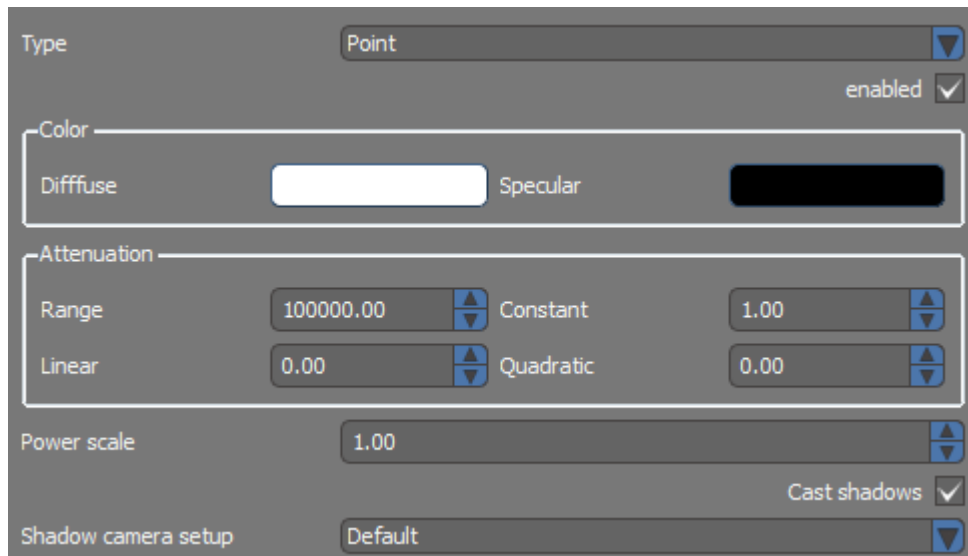 Type Point
enabled
Color
Difffuse Specular
Attenuation
Range 100000.00 Constant 1.00
Linear 0.00 Quadratic 0.00
Power scale 1.00
Cast shadows
Shadow camera setup Default